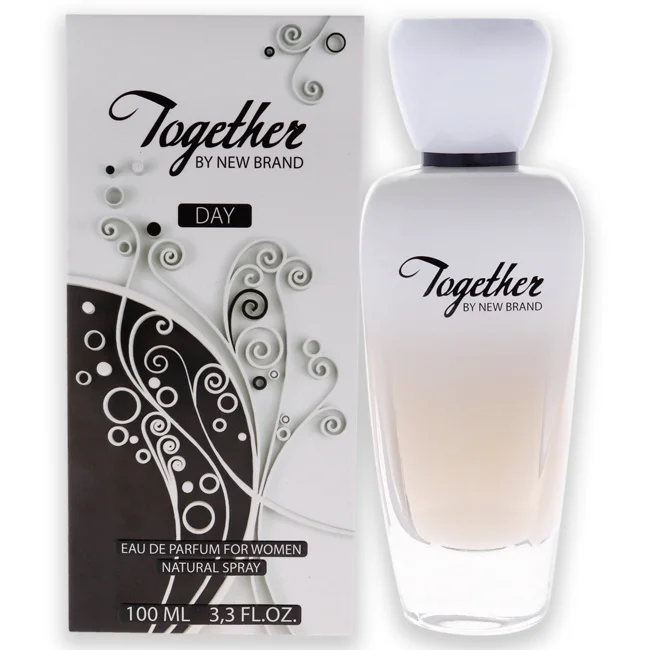 Together
BY NEW BRAND
DAY
EAU DE PARFUM FOR WOMEN
NATURAL SPRAY
100 ML 3,3 FL.OZ.
Together
BY NEW BRAND